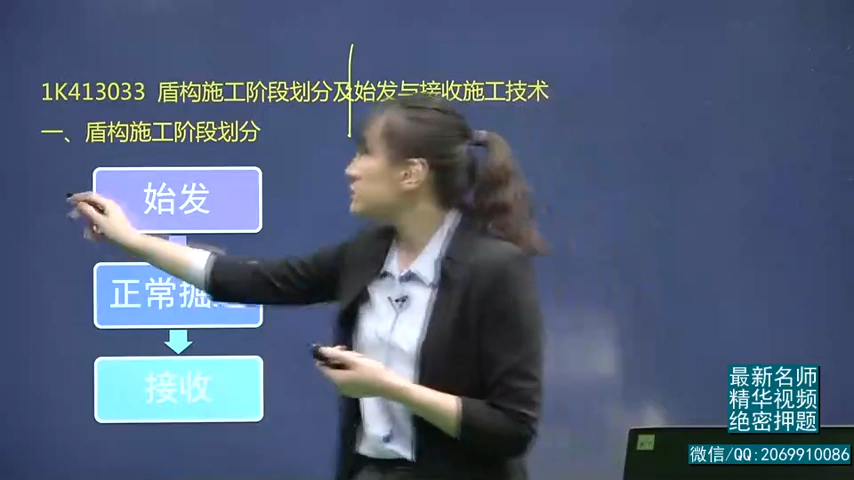 1K413033 盾构施工阶段划分及始发与接收施工技术
一、盾构施工阶段划分
始发
正常掘
接收
最新名师
精华视频
绝密押题
微信/QQ:2069910086